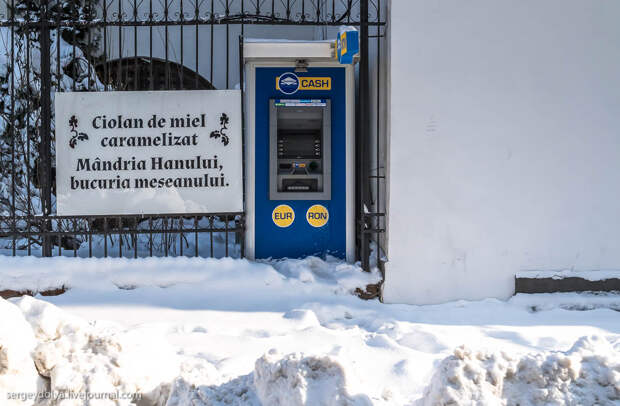 Ciolan de miel
caramelizat
Mândria Hanului,
bucuria meseanului.
CASH
EUR
RON
sergeydolya.livejournal.com